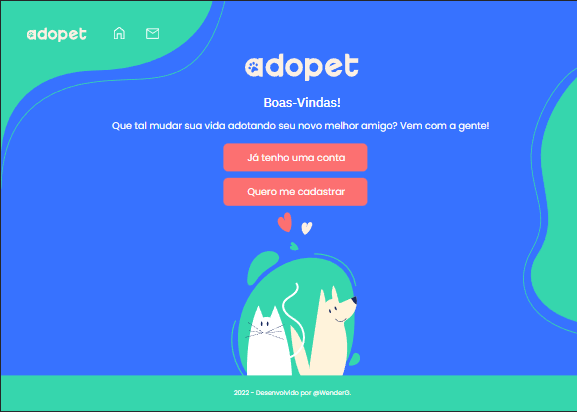 adopet
adopet
Boas-Vindas!
Que tal mudar sua vida adotando seu novo melhor amigo? Vem com a gente!
Já tenho uma conta
Quero me cadastrar
2022 - Desenvolvido por @WenderG.